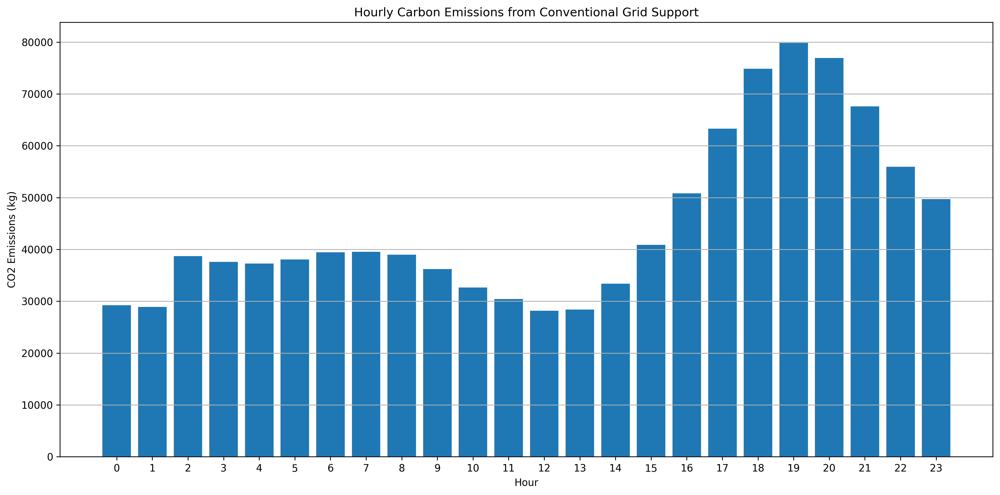 Hourly Carbon Emissions from Conventional Grid Support
80000
70000
60000
50000
40000
30000
20000
10000
0
CO2 Emissions (kg)
0 1 2 3 4 5 6 7 8 9 10 11 12 13 14 15 16 17 18 19 20 21 22 23
Hour